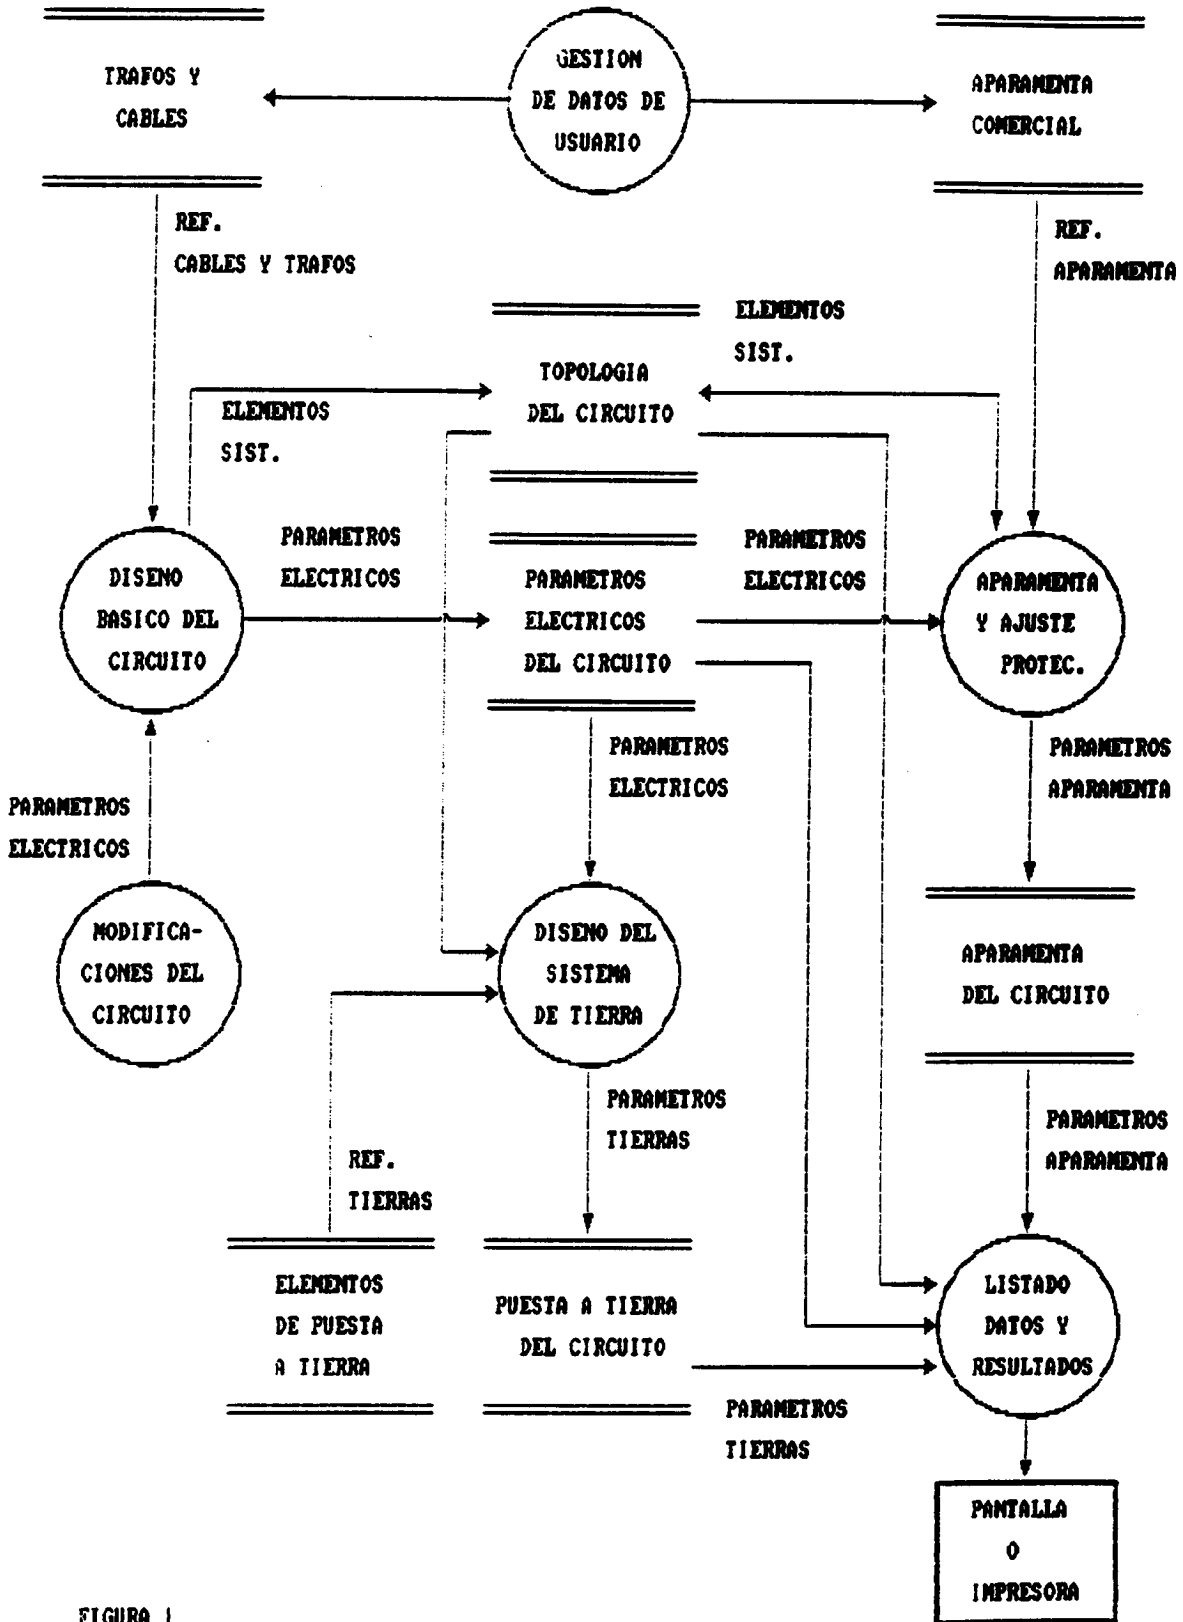 TRAFOS Y
CABLES
GESTION
DE DATOS DE
USUARIO
APARAMENTA
COMERCIAL
REF.
CABLES Y TRAFOS
REF.
APARAMENTA
ELEMENTOS
SIST.
TOPOLOGIA
DEL CIRCUITO
ELEMENTOS
SIST.
DISENO
BASICO DEL
CIRCUITO
PARAMETROS
ELECTRICOS
PARAMETROS
ELECTRICOS
DEL CIRCUITO
PARAMETROS
ELECTRICOS
APARAMENTA
Y AJUSTE
PROTEC.
PARAMETROS
ELECTRICOS
PARAMETROS
APARAMENTA
PARAMETROS
ELECTRICOS
MODIFICA-
CIONES DEL
CIRCUITO
DISENO DEL
SISTEMA
DE TIERRA
APARAMENTA
DEL CIRCUITO
PARAMETROS
TIERRAS
PARAMETROS
APARAMENTA
REF.
TIERRAS
ELEMENTOS
DE PUESTA
A TIERRA
PUESTA A TIERRA
DEL CIRCUITO
LISTADO
DATOS Y
RESULTADOS
PARAMETROS
TIERRAS
PANTALLA
O
IMPRESORA
FIGURA 1